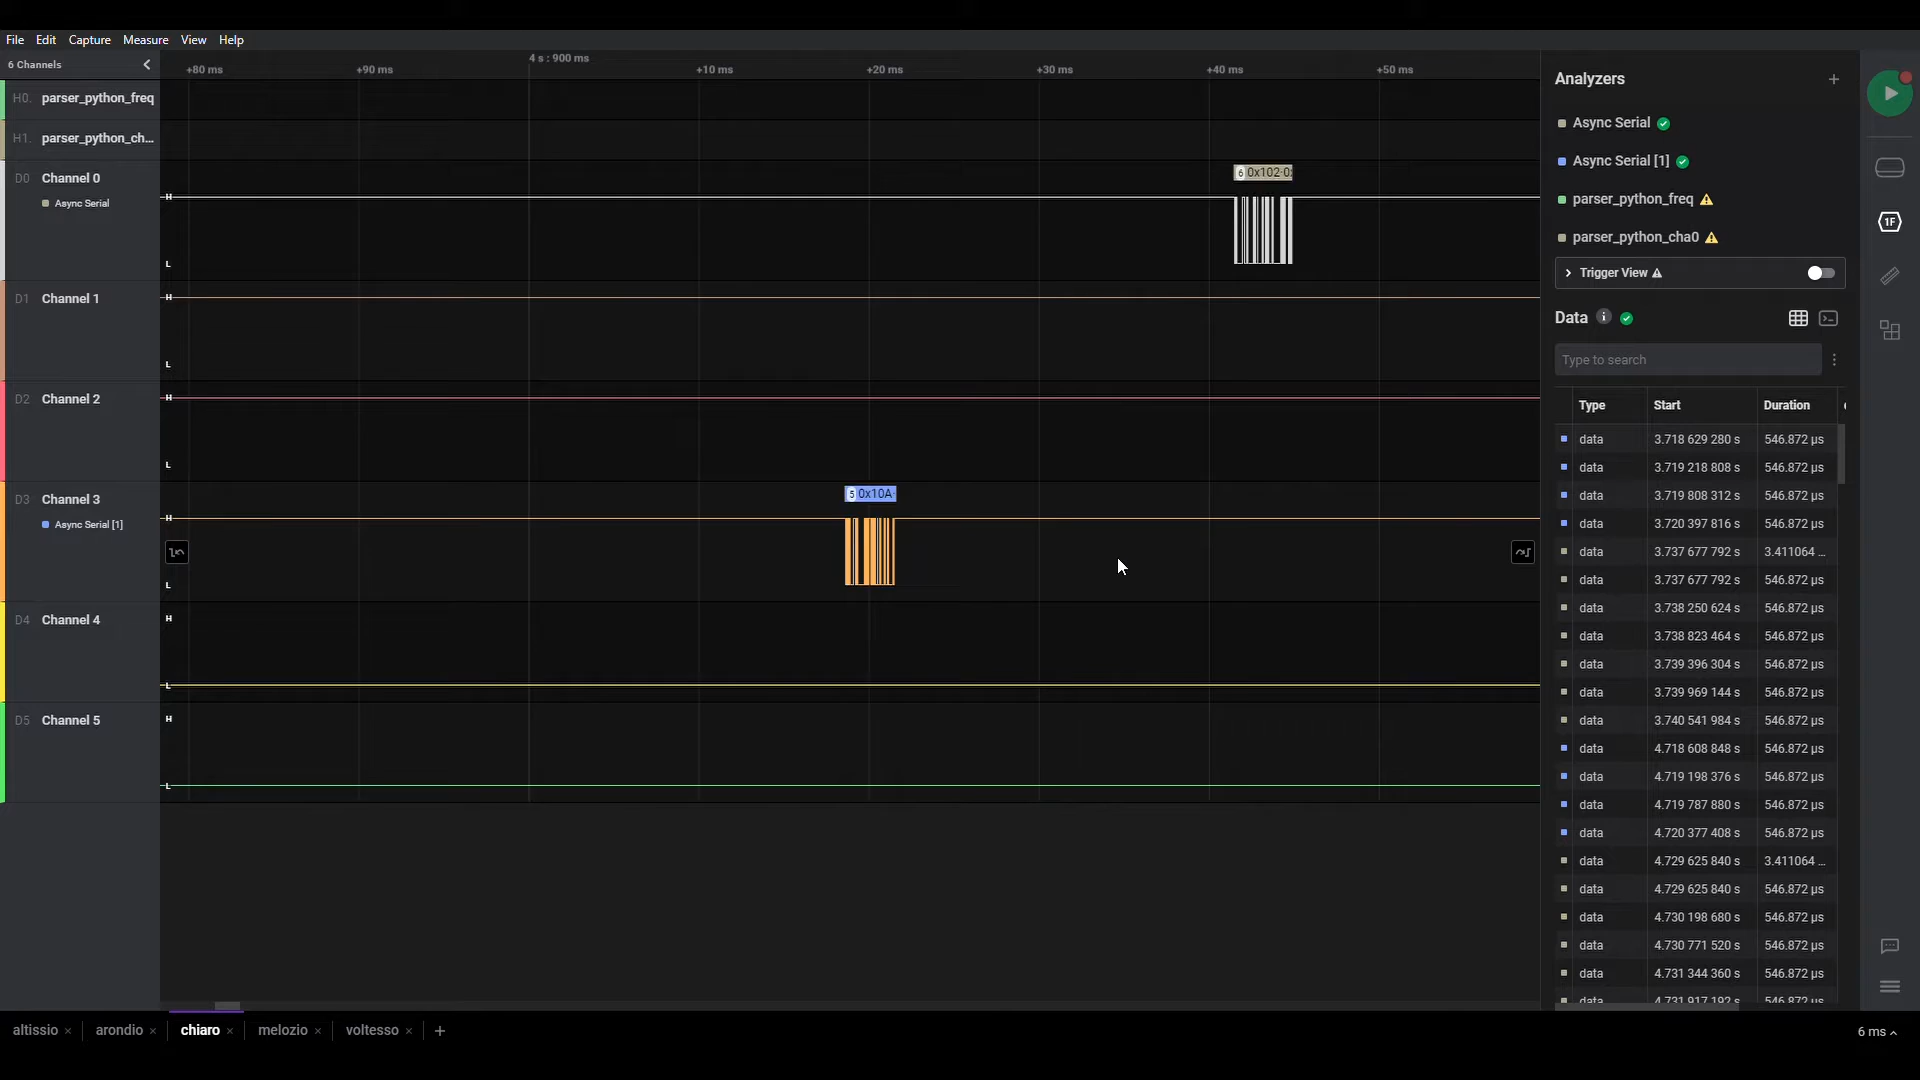 File Edit Capture Measure View Help
6 Channels
4 s : 900 ms
+80 ms +90 ms +10 ms +20 ms +30 ms +40 ms +50 ms
H0. parser_python_freq
H1. parser_python_ch...
D0 Channel 0
Async Serial
H
L
6 0x102-0
D1 Channel 1
H
L
D2 Channel 2
H
L
D3 Channel 3
Async Serial [1]
H
L
5 0x10A
D4 Channel 4
H
L
D5 Channel 5
H
L
Analyzers
Async Serial
Async Serial [1]
parser_python_freq
parser_python_cha0
Trigger View
Data
Type to search
Type Start Duration
data 3.718 629 280 s 546.872 µs
data 3.719 218 808 s 546.872 µs
data 3.719 808 312 s 546.872 µs
data 3.720 397 816 s 546.872 µs
data 3.737 677 792 s 3.411064 ...
data 3.737 677 792 s 546.872 µs
data 3.738 250 624 s 546.872 µs
data 3.738 823 464 s 546.872 µs
data 3.739 396 304 s 546.872 µs
data 3.739 969 144 s 546.872 µs
data 3.740 541 984 s 546.872 µs
data 4.718 608 848 s 546.872 µs
data 4.719 198 376 s 546.872 µs
data 4.719 787 880 s 546.872 µs
data 4.720 377 408 s 546.872 µs
data 4.729 625 840 s 3.411064 ...
data 4.729 625 840 s 546.872 µs
data 4.730 198 680 s 546.872 µs
data 4.730 771 520 s 546.872 µs
data 4.731 344 360 s 546.872 µs
data 4.731 917 192 s 546.872 µs
1F
altissio × arondio × chiaro × melozio × voltesso × +
6 ms